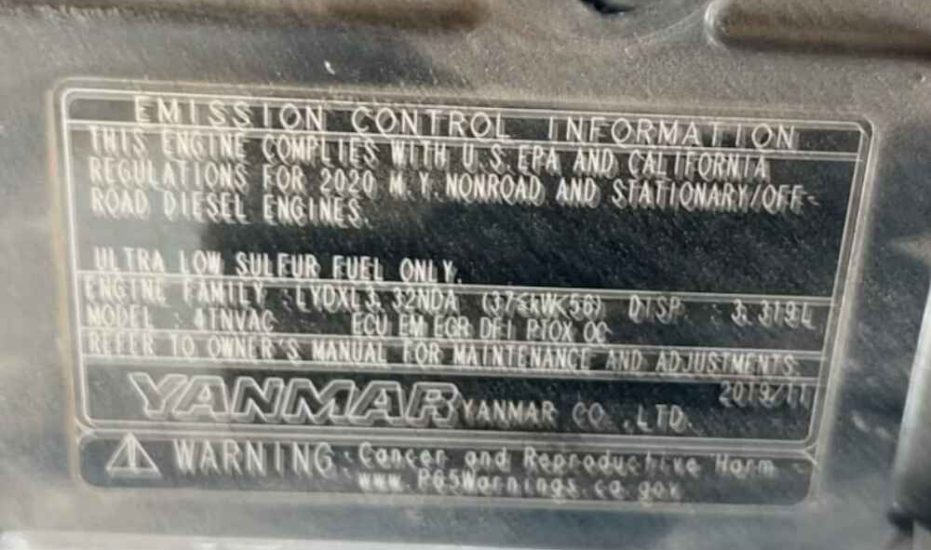 EMISSION CONTROL INFORMATION
THIS ENGINE COMPLIES WITH U.S.EPA AND CALIFORNIA
REGULATIONS FOR 2020 M.Y. NONROAD AND STATIONARY/OFF-
ROAD DIESEL ENGINES.
ULTRA LOW SULFUR FUEL ONLY.
ENGINE FAMILY : LYDXL3.32NDA (37≤kW<56) DISP. : 3.319L
MODEL : 4TNVAC ECU EM EGR DFI PTOX OC
REFER TO OWNER'S MANUAL FOR MAINTENANCE AND ADJUSTMENTS.
2019/11
YANMAR YANMAR CO.,LTD.
WARNING: Cancer and Reproductive Harm -
www.P65Warnings.ca.gov